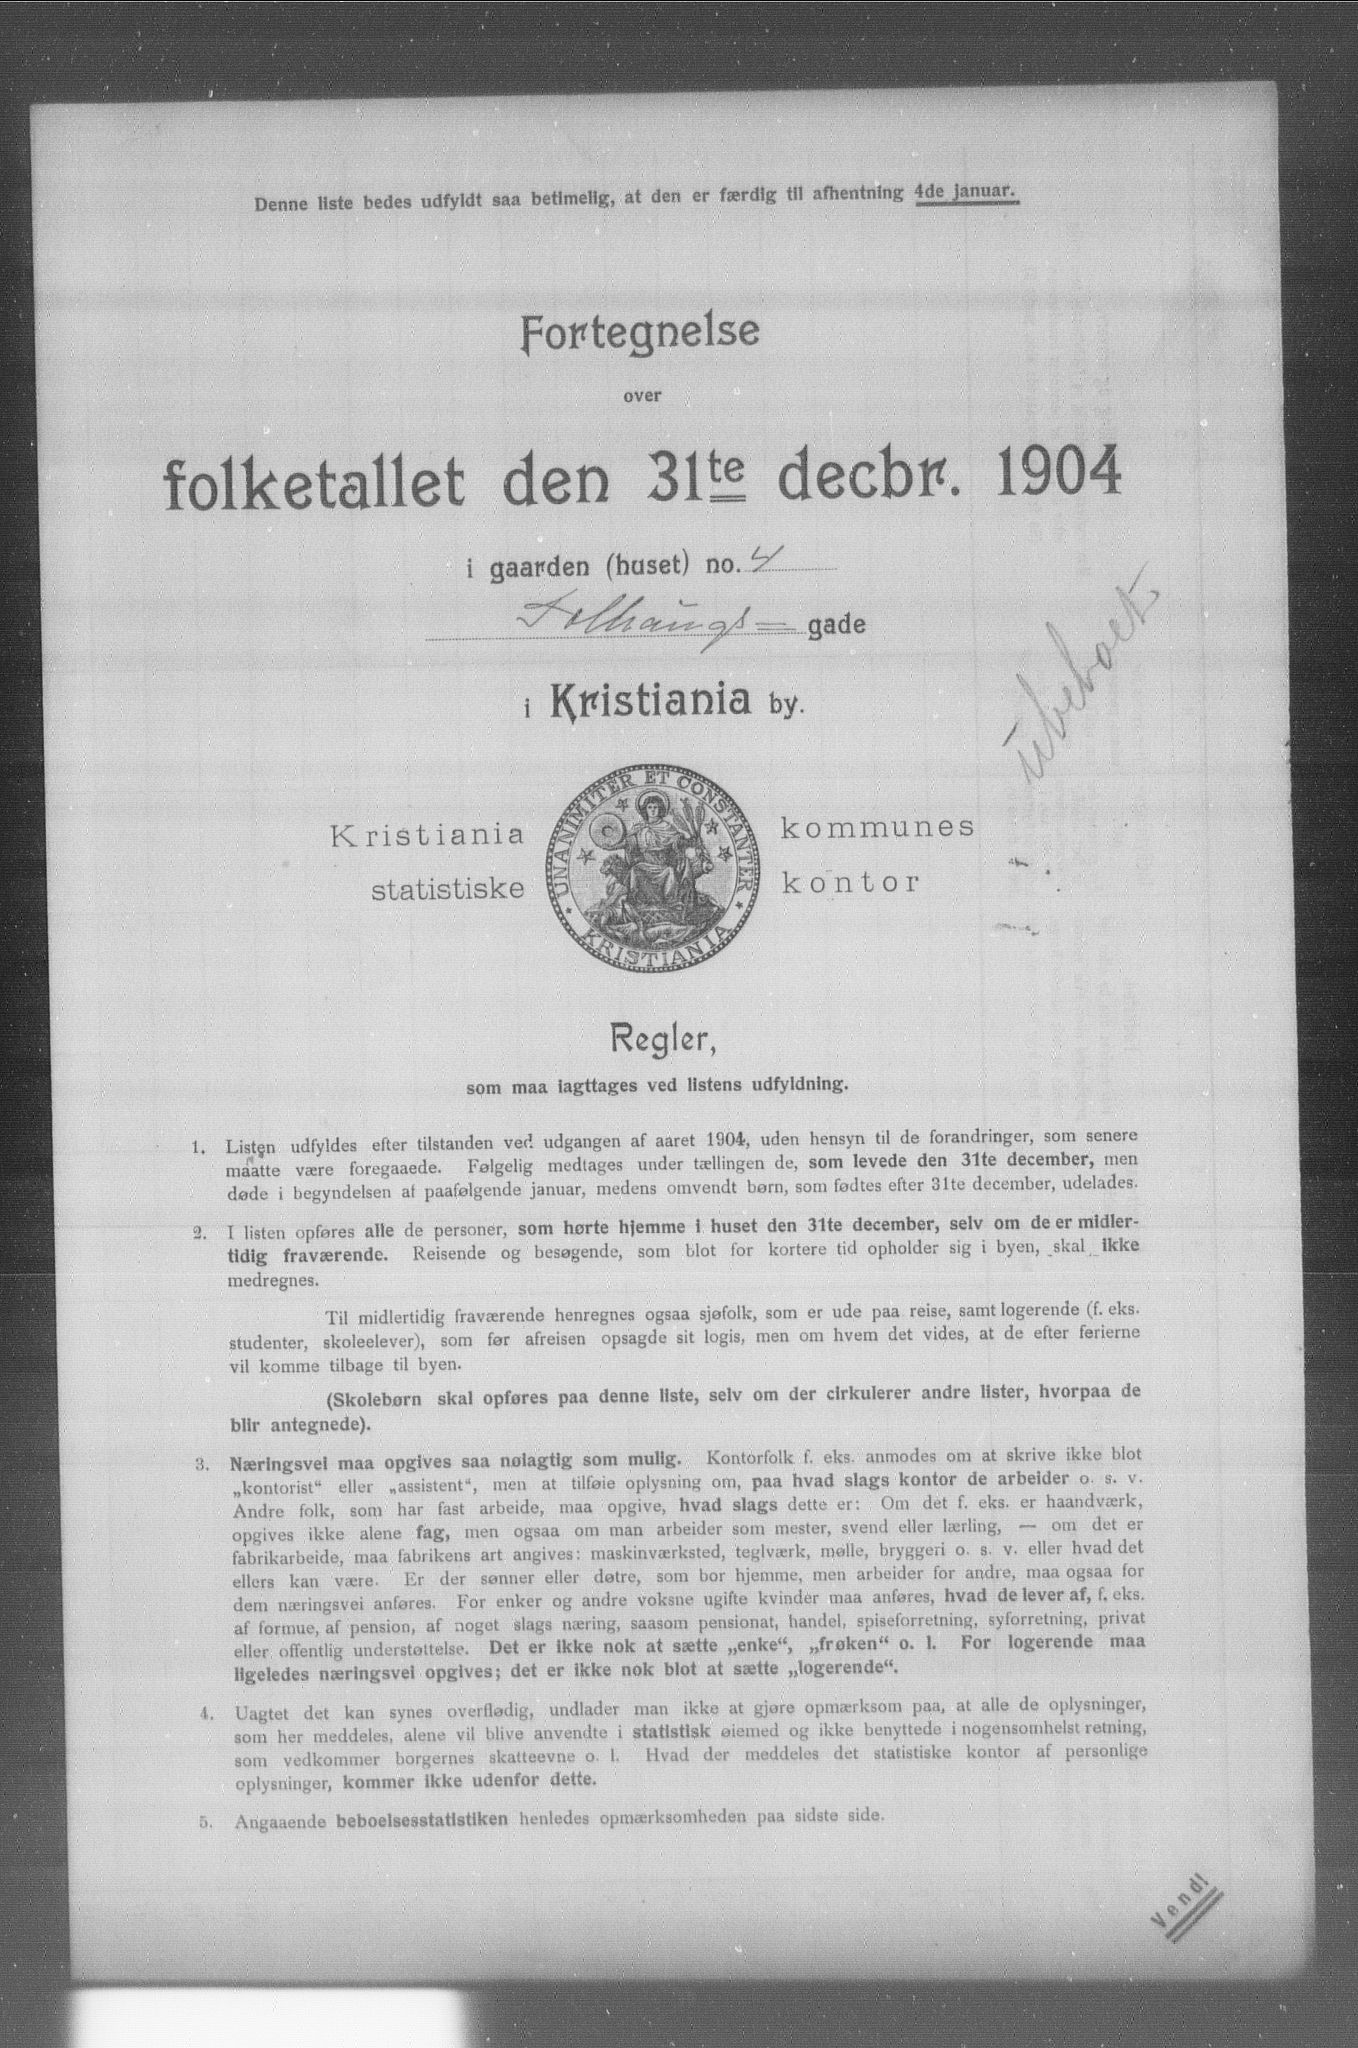 Denne liste bedes udfyldt saa betimelig, at den er færdig til afhentning 4de januar.
Fortegnelse
over
folketallet den 31te decbr. 1904
i gaarden (huset) no. 4
gade
ubeboet
i Kristiania by.
Kristiania
statistiske
UNANIMITER ET CONSTANTER
KRISTIANIA
kommunes
kontor
Regler,
som maa iagttages ved listens udfyldning.
1. Listen udfyldes efter tilstanden ved udgangen af aaret 1904, uden hensyn til de forandringer, som senere
maatte være foregaaede. Følgelig medtages under tællingen de, som levede den 31te december, men
døde i begyndelsen af paafølgende januar, medens omvendt børn, som fødtes efter 31te december, udelades.
2. I listen opføres alle de personer, som hørte hjemme i huset den 31te december, selv om de er midler-
tidig fraværende. Reisende og besøgende, som blot for kortere tid opholder sig i byen, skal ikke
medregnes.
Til midlertidig fraværende henregnes ogsaa sjøfolk, som er ude paa reise, samt logerende (f. eks.
studenter, skoleelever), som før afreisen opsagde sit logis, men om hvem det vides, at de efter ferierne
vil komme tilbage til byen.
(Skolebørn skal opføres paa denne liste, selv om der cirkulerer andre lister, hvorpaa de
blir antegnede).
3. Næringsvei maa opgives saa nøiagtig som mulig. Kontorfolk f. eks. anmodes om at skrive ikke blot
„kontorist“ eller „assistent“, men at tilføie oplysning om, paa hvad slags kontor de arbeider o. s. v.
Andre folk, som har fast arbeide, maa opgive, hvad slags dette er: Om det f. eks. er haandværk,
opgives ikke alene fag, men ogsaa om man arbeider som mester, svend eller lærling, — om det er
fabrikarbeide, maa fabrikens art angives: maskinværksted, teglværk, mølle, bryggeri o. s. v. eller hvad det
ellers kan være. Er der sønner eller døtre, som bor hjemme, men arbeider for andre, maa ogsaa for
dem næringsvei anføres. For enker og andre voksne ugifte kvinder maa anføres, hvad de lever af, f. eks.
af formue, af pension, af noget slags næring, saasom pensionat, handel, spiseforretning, syforretning, privat
eller offentlig understøttelse. Det er ikke nok at sætte „enke“, „frøken“ o. l. For logerende maa
ligeledes næringsvei opgives; det er ikke nok blot at sætte „logerende“.
4. Uagtet det kan synes overflødig, undlader man ikke at gjøre opmærksom paa, at alle de oplysninger,
som her meddeles, alene vil blive anvendte i statistisk øiemed og ikke benyttede i nogensomhelst retning,
som vedkommer borgernes skatteevne o. l. Hvad der meddeles det statistiske kontor af personlige
oplysninger, kommer ikke udenfor dette.
5. Angaaende beboelsesstatistiken henledes opmærksomheden paa sidste side.
Vend!